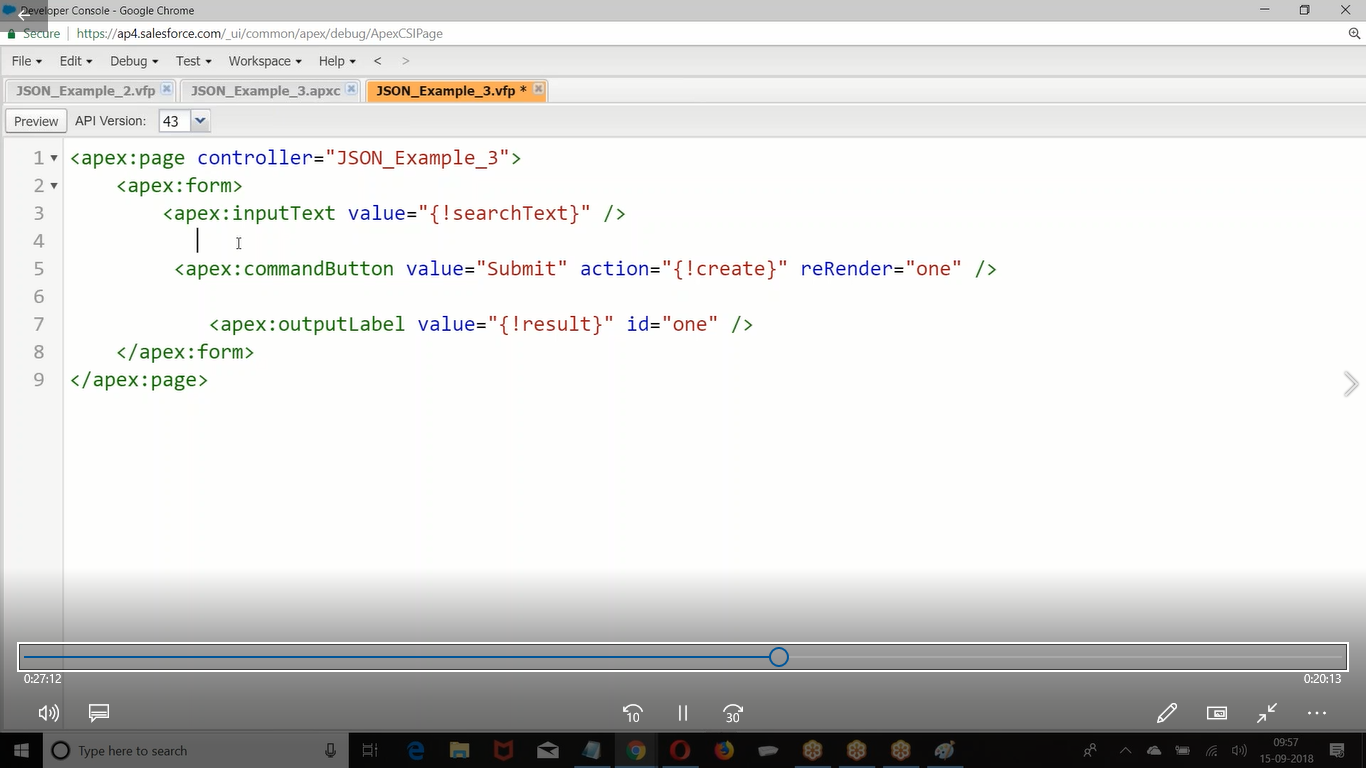 Developer Console - Google Chrome
Secure https://ap4.salesforce.com/_ui/common/apex/debug/ApexCSIPage
File Edit Debug Test Workspace Help < >
JSON_Example_2.vfp JSON_Example_3.apxc JSON_Example_3.vfp *
Preview API Version: 43
1 <apex:page controller="JSON_Example_3">
2 <apex:form>
3 <apex:inputText value="{!searchText}" />
4
5 <apex:commandButton value="Submit" action="{!create}" reRender="one" />
6
7 <apex:outputLabel value="{!result}" id="one" />
8 </apex:form>
9 </apex:page>
0:27:12 0:20:13
10 30
Type here to search
09:57
15-09-2018